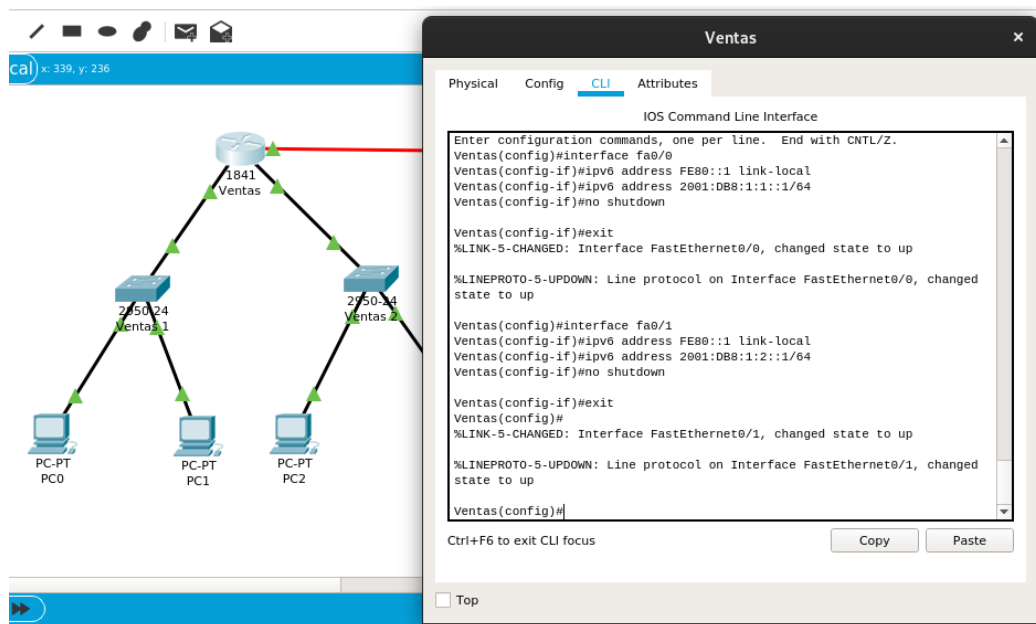 cal) x: 339, y: 236
1841
Ventas
2950-24
Ventas 1
2950-24
Ventas 2
PC-PT
PC0
PC-PT
PC1
PC-PT
PC2
Ventas
×
Physical Config CLI Attributes
IOS Command Line Interface
Enter configuration commands, one per line. End with CNTL/Z.
Ventas(config)#interface fa0/0
Ventas(config-if)#ipv6 address FE80::1 link-local
Ventas(config-if)#ipv6 address 2001:DB8:1:1::1/64
Ventas(config-if)#no shutdown
Ventas(config-if)#exit
%LINK-5-CHANGED: Interface FastEthernet0/0, changed state to up
%LINEPROTO-5-UPDOWN: Line protocol on Interface FastEthernet0/0, changed
state to up
Ventas(config)#interface fa0/1
Ventas(config-if)#ipv6 address FE80::1 link-local
Ventas(config-if)#ipv6 address 2001:DB8:1:2::1/64
Ventas(config-if)#no shutdown
Ventas(config-if)#exit
Ventas(config)#
%LINK-5-CHANGED: Interface FastEthernet0/1, changed state to up
%LINEPROTO-5-UPDOWN: Line protocol on Interface FastEthernet0/1, changed
state to up
Ventas(config)#
Ctrl+F6 to exit CLI focus
Copy Paste
Top